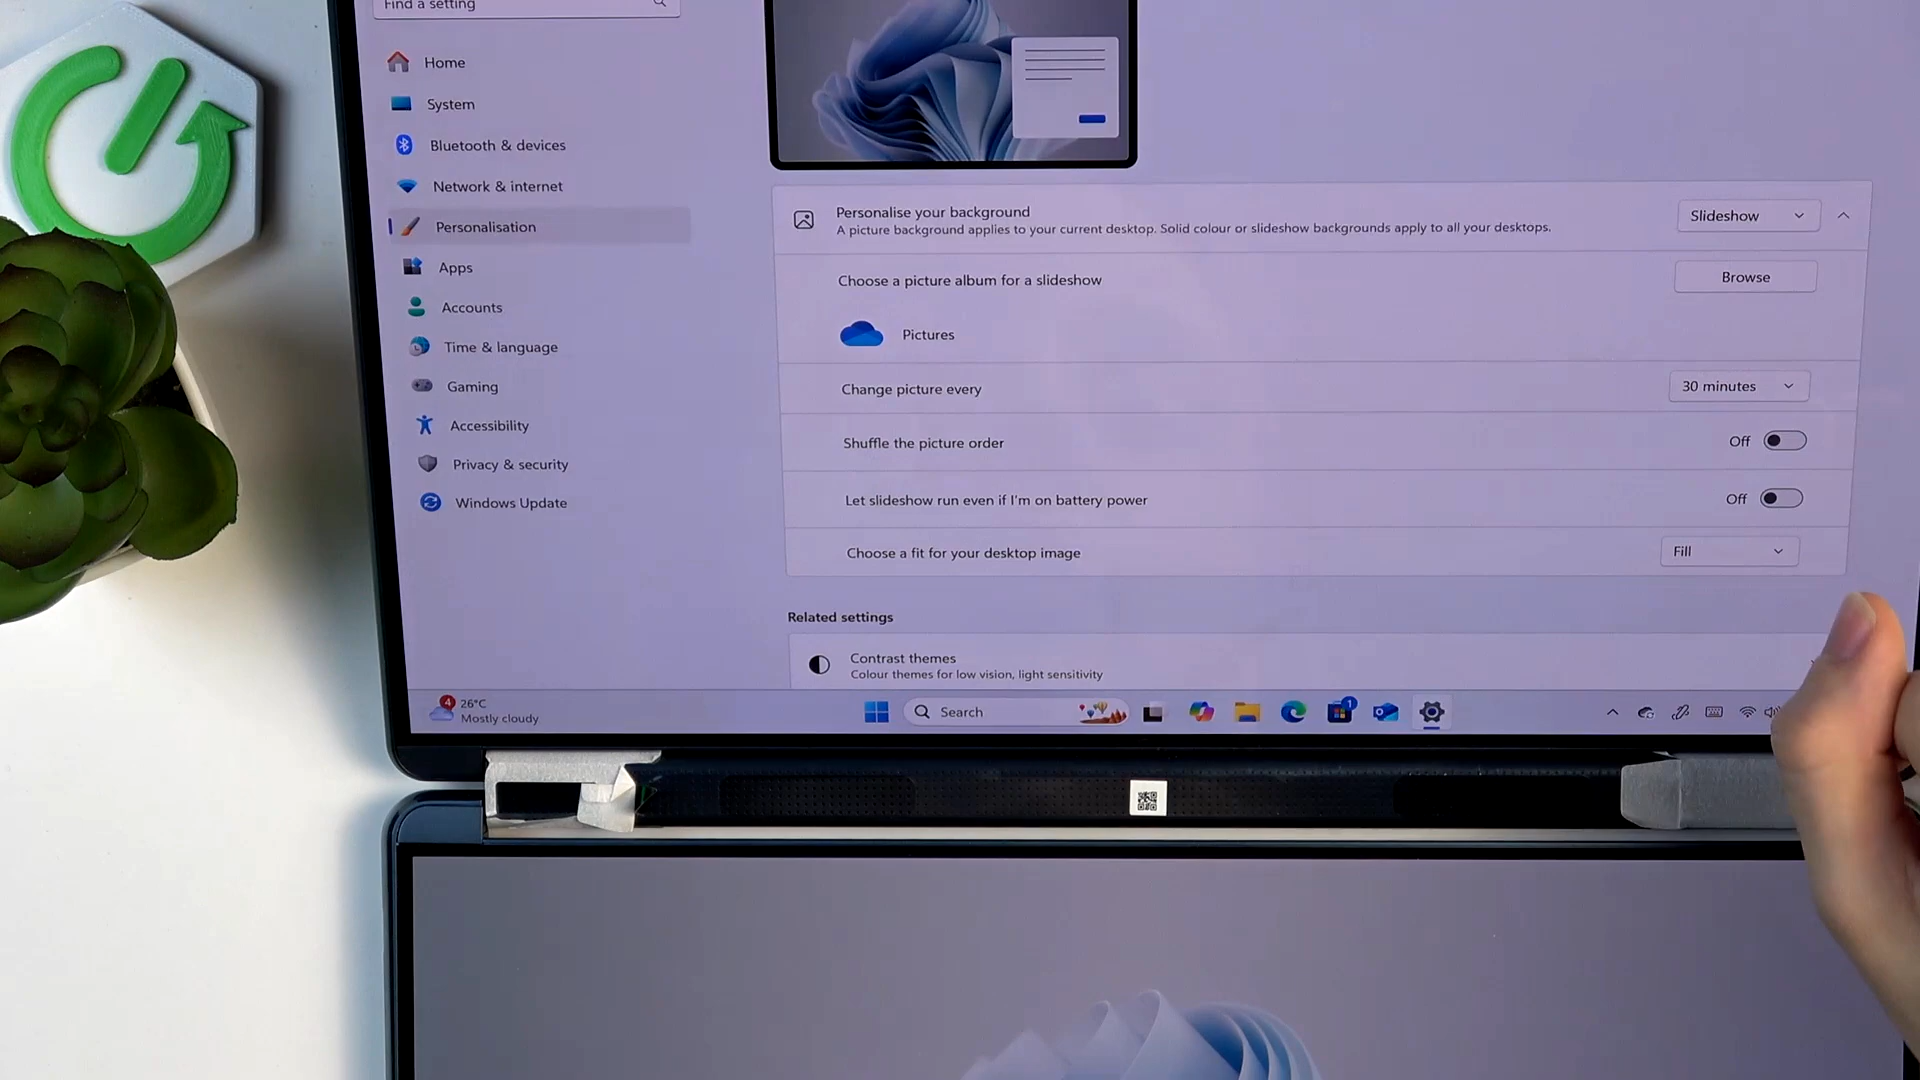 Find a setting
Home
System
Bluetooth & devices
Network & internet
Personalisation
Apps
Accounts
Time & language
Gaming
Accessibility
Privacy & security
Windows Update
Personalise your background
A picture background applies to your current desktop. Solid colour or slideshow backgrounds apply to all your desktops.
Slideshow
Choose a picture album for a slideshow
Browse
Pictures
Change picture every
30 minutes
Shuffle the picture order
Off
Let slideshow run even if I'm on battery power
Off
Choose a fit for your desktop image
Fill
Related settings
Contrast themes
Colour themes for low vision, light sensitivity
4
26°C
Mostly cloudy
Search
1